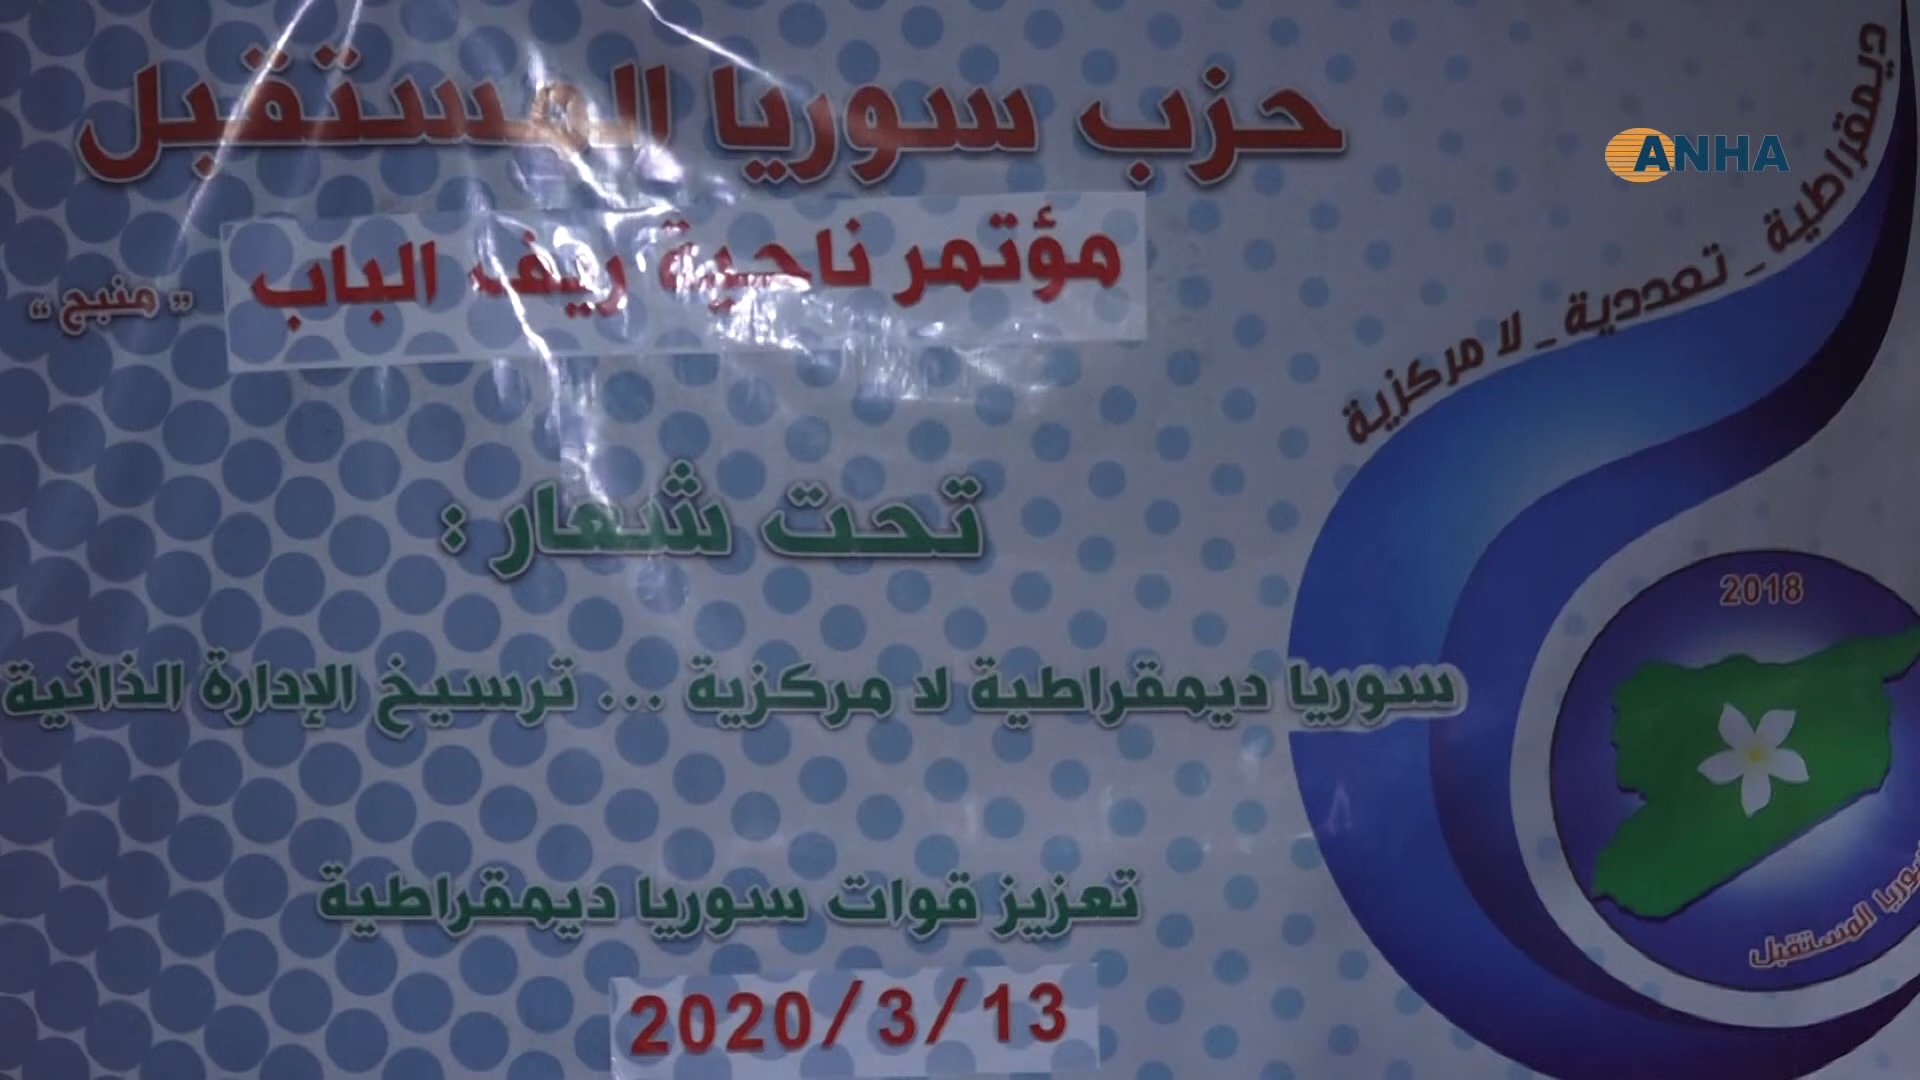 حزب سوريا المستقبل
مؤتمر ناحية ريف الباب
" منبج "
تحت شعار :
سوريا ديمقراطية لا مركزية ... ترسيخ الإدارة الذاتية
تعزيز قوات سوريا ديمقراطية
2020/3/13
ديمقراطية _ تعددية _ لا مركزية
ANHA
2018
سوريا المستقبل